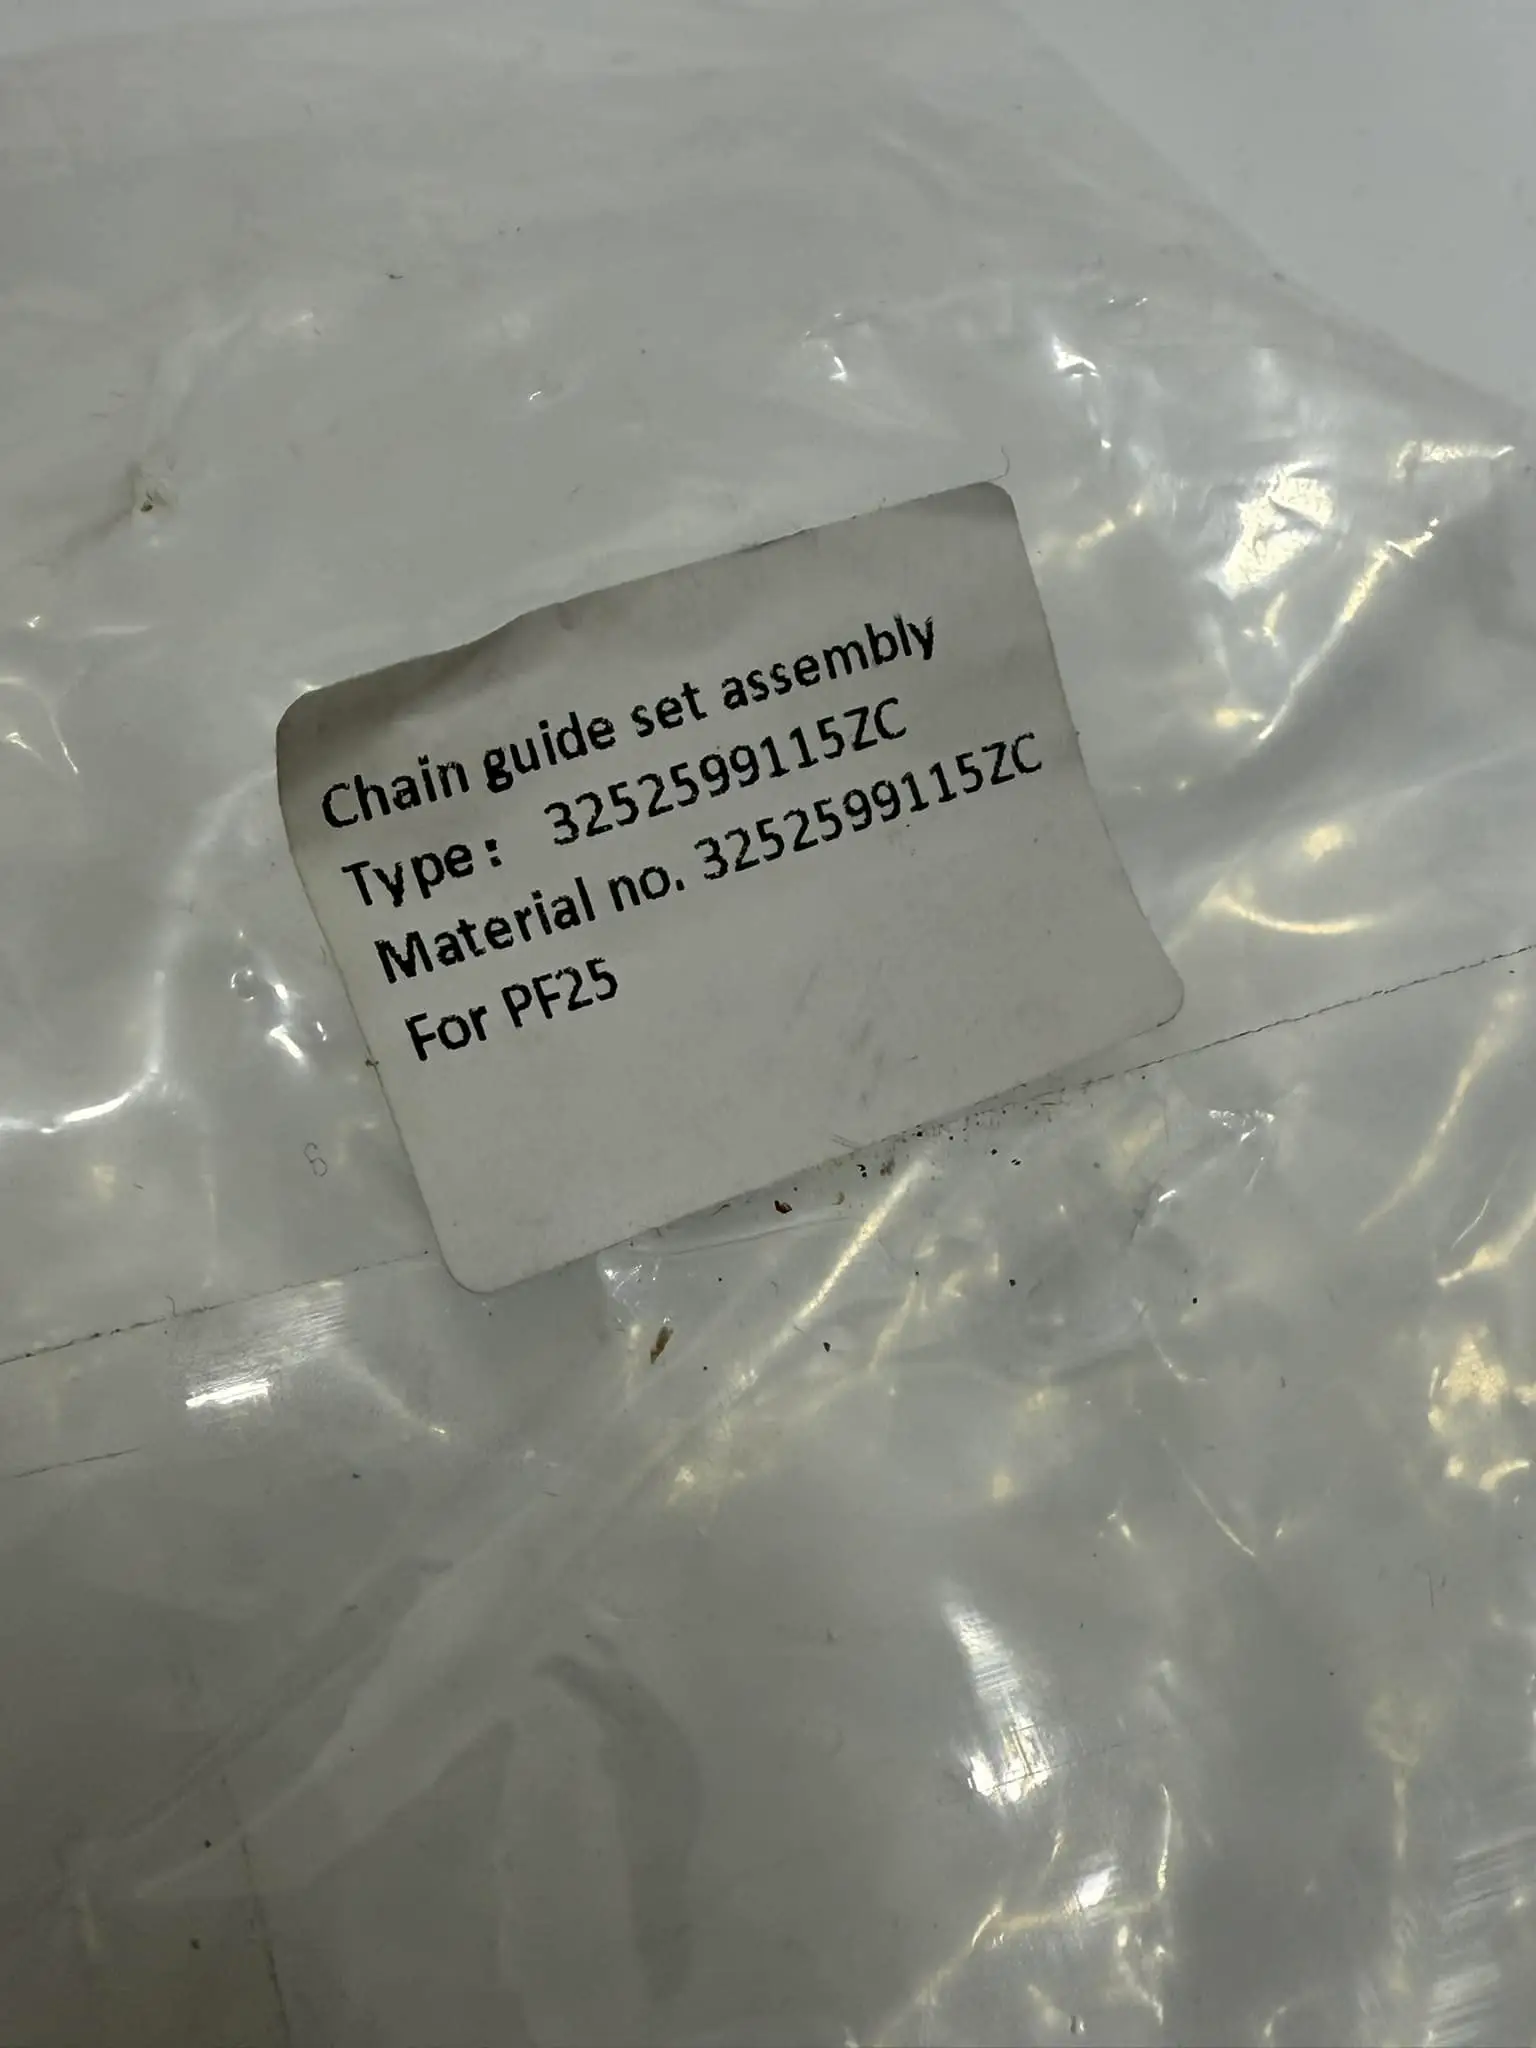 Chain guide set assembly
Type: 3252599115ZC
Material no. 3252599115ZC
For PF25